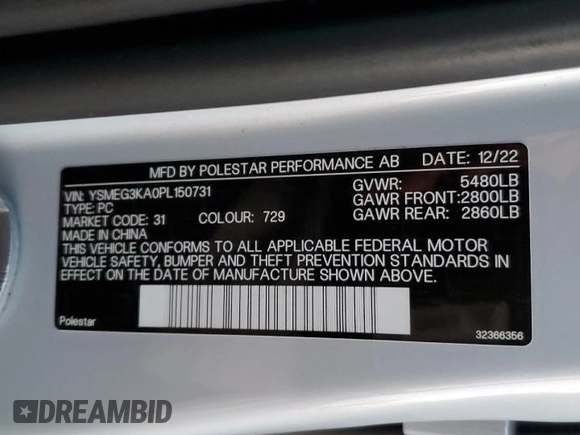 MFD BY POLESTAR PERFORMANCE AB DATE: 12/22
VIN: YSMEG3KA0PL150731
TYPE: PC
MARKET CODE: 31 COLOUR: 729
MADE IN CHINA
GVWR: 5480LB
GAWR FRONT:2800LB
GAWR REAR: 2860LB
THIS VEHICLE CONFORMS TO ALL APPLICABLE FEDERAL MOTOR
VEHICLE SAFETY, BUMPER AND THEFT PREVENTION STANDARDS IN
EFFECT ON THE DATE OF MANUFACTURE SHOWN ABOVE.
Polestar
32366356
DREAMBID